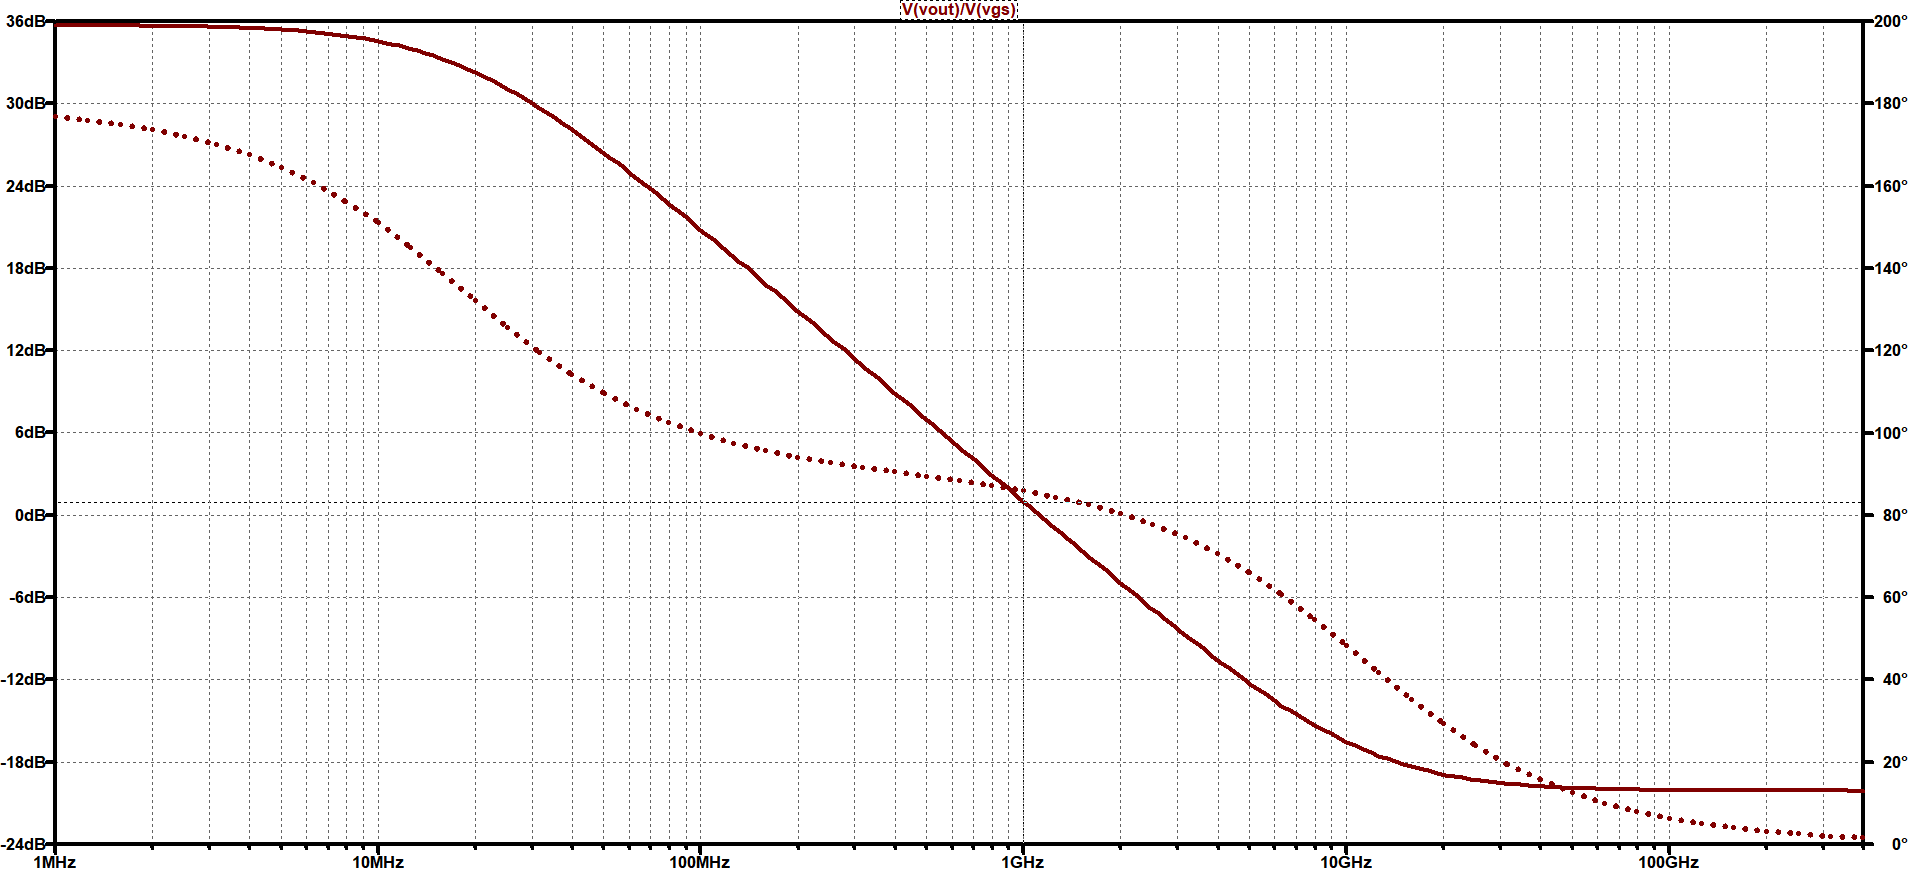 V(vout)/V(vgs)
36dB
30dB
24dB
18dB
12dB
6dB
0dB
-6dB
-12dB
-18dB
-24dB
200°
180°
160°
140°
120°
100°
80°
60°
40°
20°
0°
1MHz 10MHz 100MHz 1GHz 10GHz 100GHz